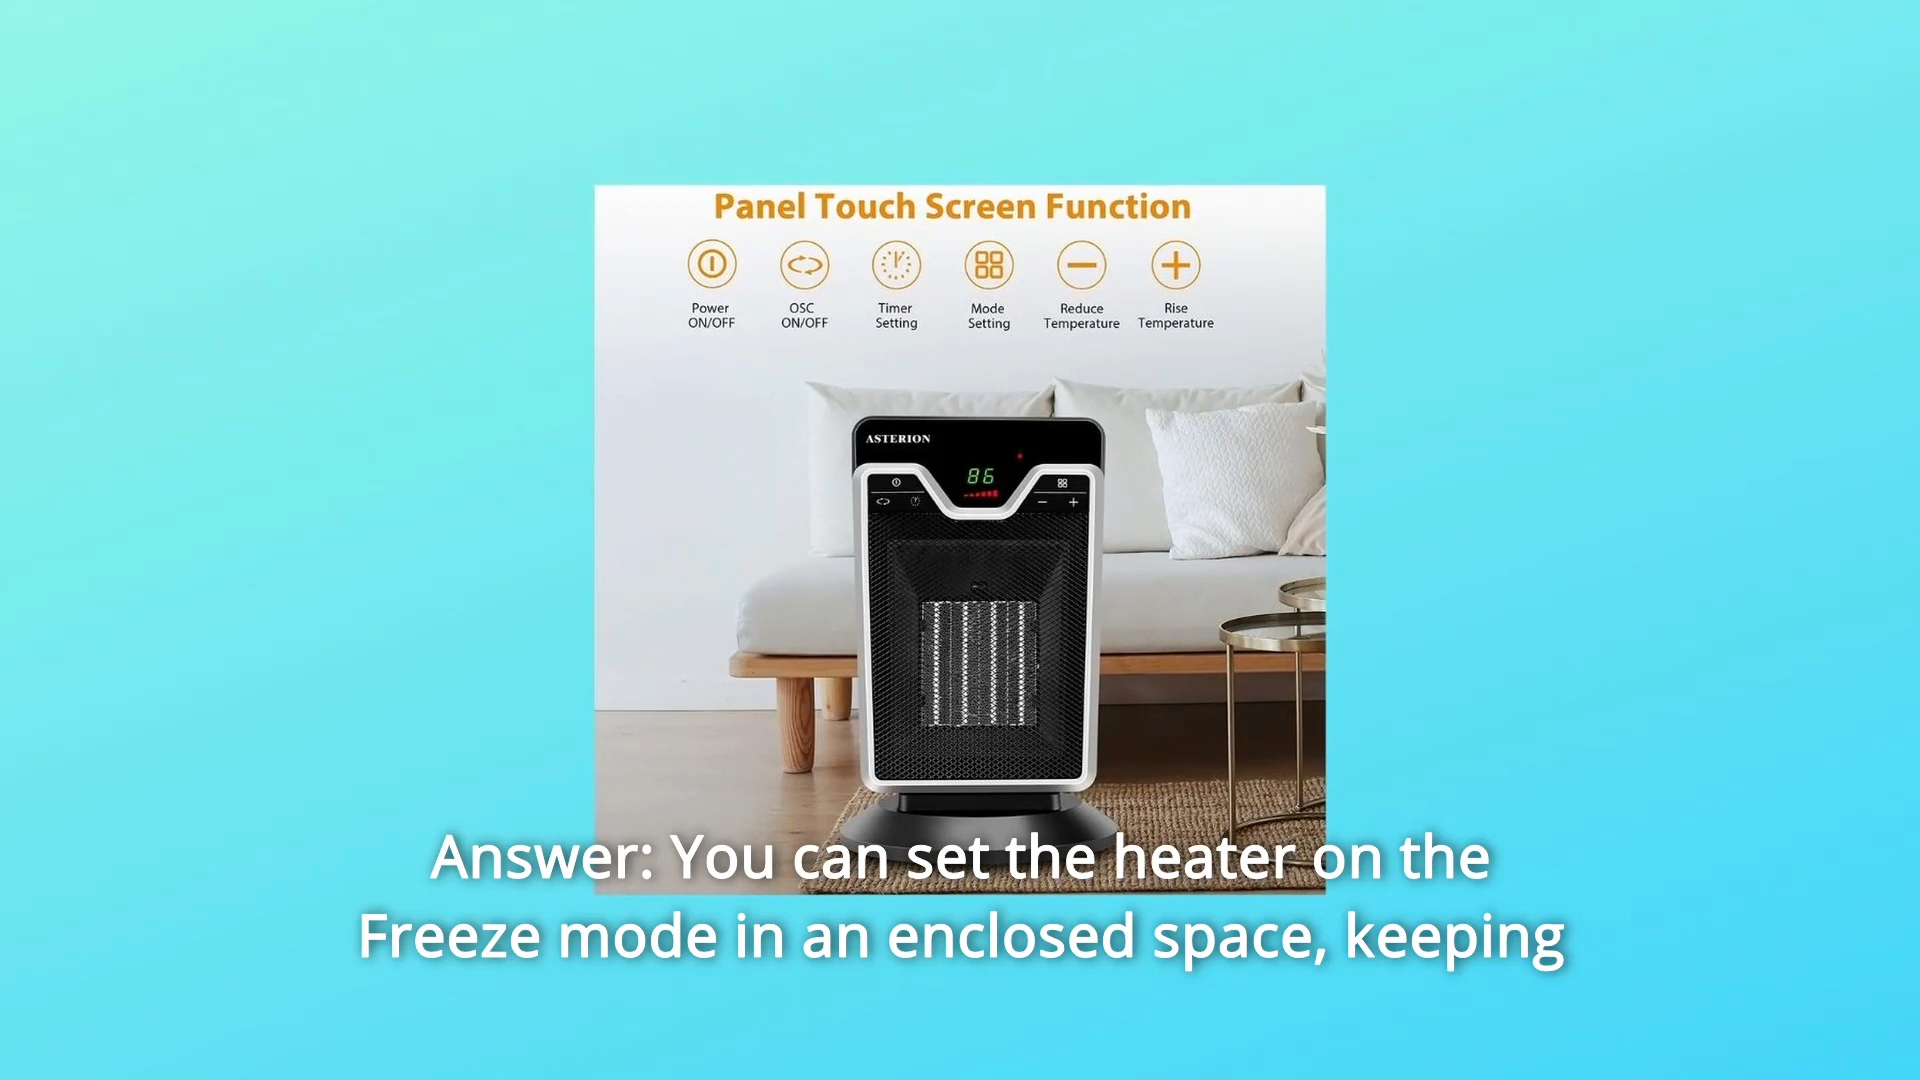 Panel Touch Screen Function
Power ON/OFF
OSC ON/OFF
Timer Setting
Mode Setting
Reduce Temperature
Rise Temperature
ASTERION
86
Answer: You can set the heater on the
Freeze mode in an enclosed space, keeping